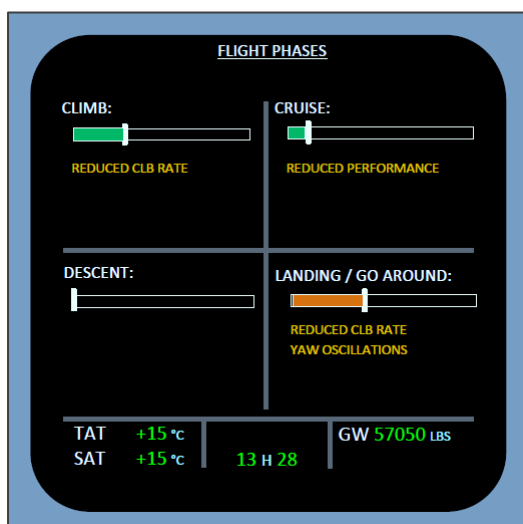 FLIGHT PHASES
CLIMB:
REDUCED CLB RATE
CRUISE:
REDUCED PERFORMANCE
DESCENT:
LANDING / GO AROUND:
REDUCED CLB RATE
YAW OSCILLATIONS
TAT +15 °C
SAT +15 °C
13 H 28
GW 57050 LBS